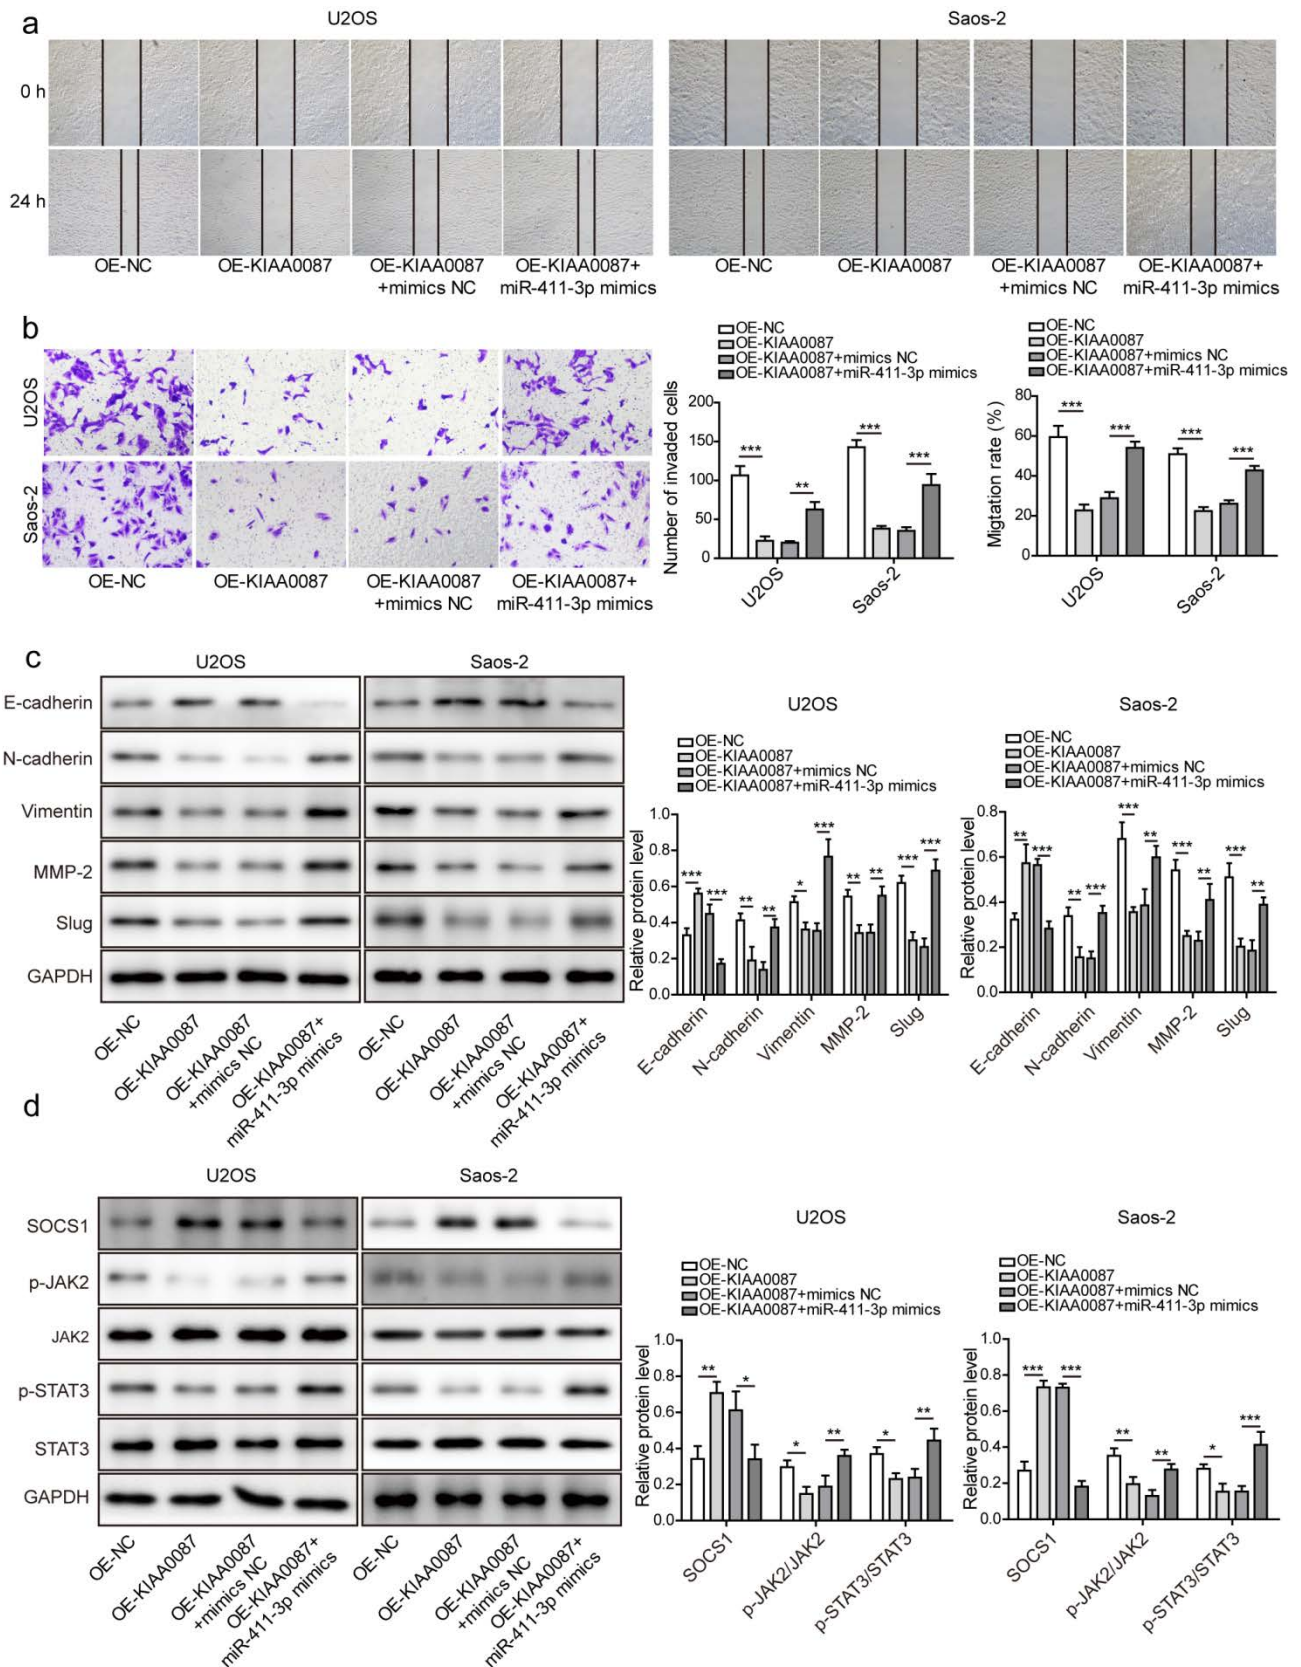 a
U2OS
Saos-2
0 h
24 h
OE-NC
OE-KIAA0087
OE-KIAA0087
+mimics NC
OE-KIAA0087+
miR-411-3p mimics
OE-NC
OE-KIAA0087
OE-KIAA0087
+mimics NC
OE-KIAA0087+
miR-411-3p mimics
b
U2OS
Saos-2
OE-NC
OE-KIAA0087
OE-KIAA0087
+mimics NC
OE-KIAA0087+
miR-411-3p mimics
OE-NC
OE-KIAA0087
OE-KIAA0087+mimics NC
OE-KIAA0087+miR-411-3p mimics
Number of invaded cells
200
150
100
50
0
***
**
***
***
U2OS
Saos-2
OE-NC
OE-KIAA0087
OE-KIAA0087+mimics NC
OE-KIAA0087+miR-411-3p mimics
Migtation rate (%)
80
60
40
20
0
***
***
***
***
U2OS
Saos-2
c
U2OS
Saos-2
E-cadherin
N-cadherin
Vimentin
MMP-2
Slug
GAPDH
OE-NC
OE-KIAA0087
OE-KIAA0087
+mimics NC
OE-KIAA0087+
miR-411-3p mimics
OE-NC
OE-KIAA0087
OE-KIAA0087
+mimics NC
OE-KIAA0087+
miR-411-3p mimics
U2OS
OE-NC
OE-KIAA0087
OE-KIAA0087+mimics NC
OE-KIAA0087+miR-411-3p mimics
Relative protein level
1.0
0.8
0.6
0.4
0.2
0.0
***
***
**
**
*
***
**
**
***
***
E-cadherin
N-cadherin
Vimentin
MMP-2
Slug
Saos-2
OE-NC
OE-KIAA0087
OE-KIAA0087+mimics NC
OE-KIAA0087+miR-411-3p mimics
Relative protein level
0.8
0.6
0.4
0.2
0.0
**
***
**
***
***
**
***
**
***
**
E-cadherin
N-cadherin
Vimentin
MMP-2
Slug
d
U2OS
Saos-2
SOCS1
p-JAK2
JAK2
p-STAT3
STAT3
GAPDH
OE-NC
OE-KIAA0087
OE-KIAA0087
+mimics NC
OE-KIAA0087+
miR-411-3p mimics
OE-NC
OE-KIAA0087
OE-KIAA0087
+mimics NC
OE-KIAA0087+
miR-411-3p mimics
U2OS
OE-NC
OE-KIAA0087
OE-KIAA0087+mimics NC
OE-KIAA0087+miR-411-3p mimics
Relative protein level
1.0
0.8
0.6
0.4
0.2
0.0
**
*
*
**
*
**
SOCS1
p-JAK2/JAK2
p-STAT3/STAT3
Saos-2
OE-NC
OE-KIAA0087
OE-KIAA0087+mimics NC
OE-KIAA0087+miR-411-3p mimics
Relative protein level
1.0
0.8
0.6
0.4
0.2
0.0
***
***
**
**
*
***
SOCS1
p-JAK2/JAK2
p-STAT3/STAT3